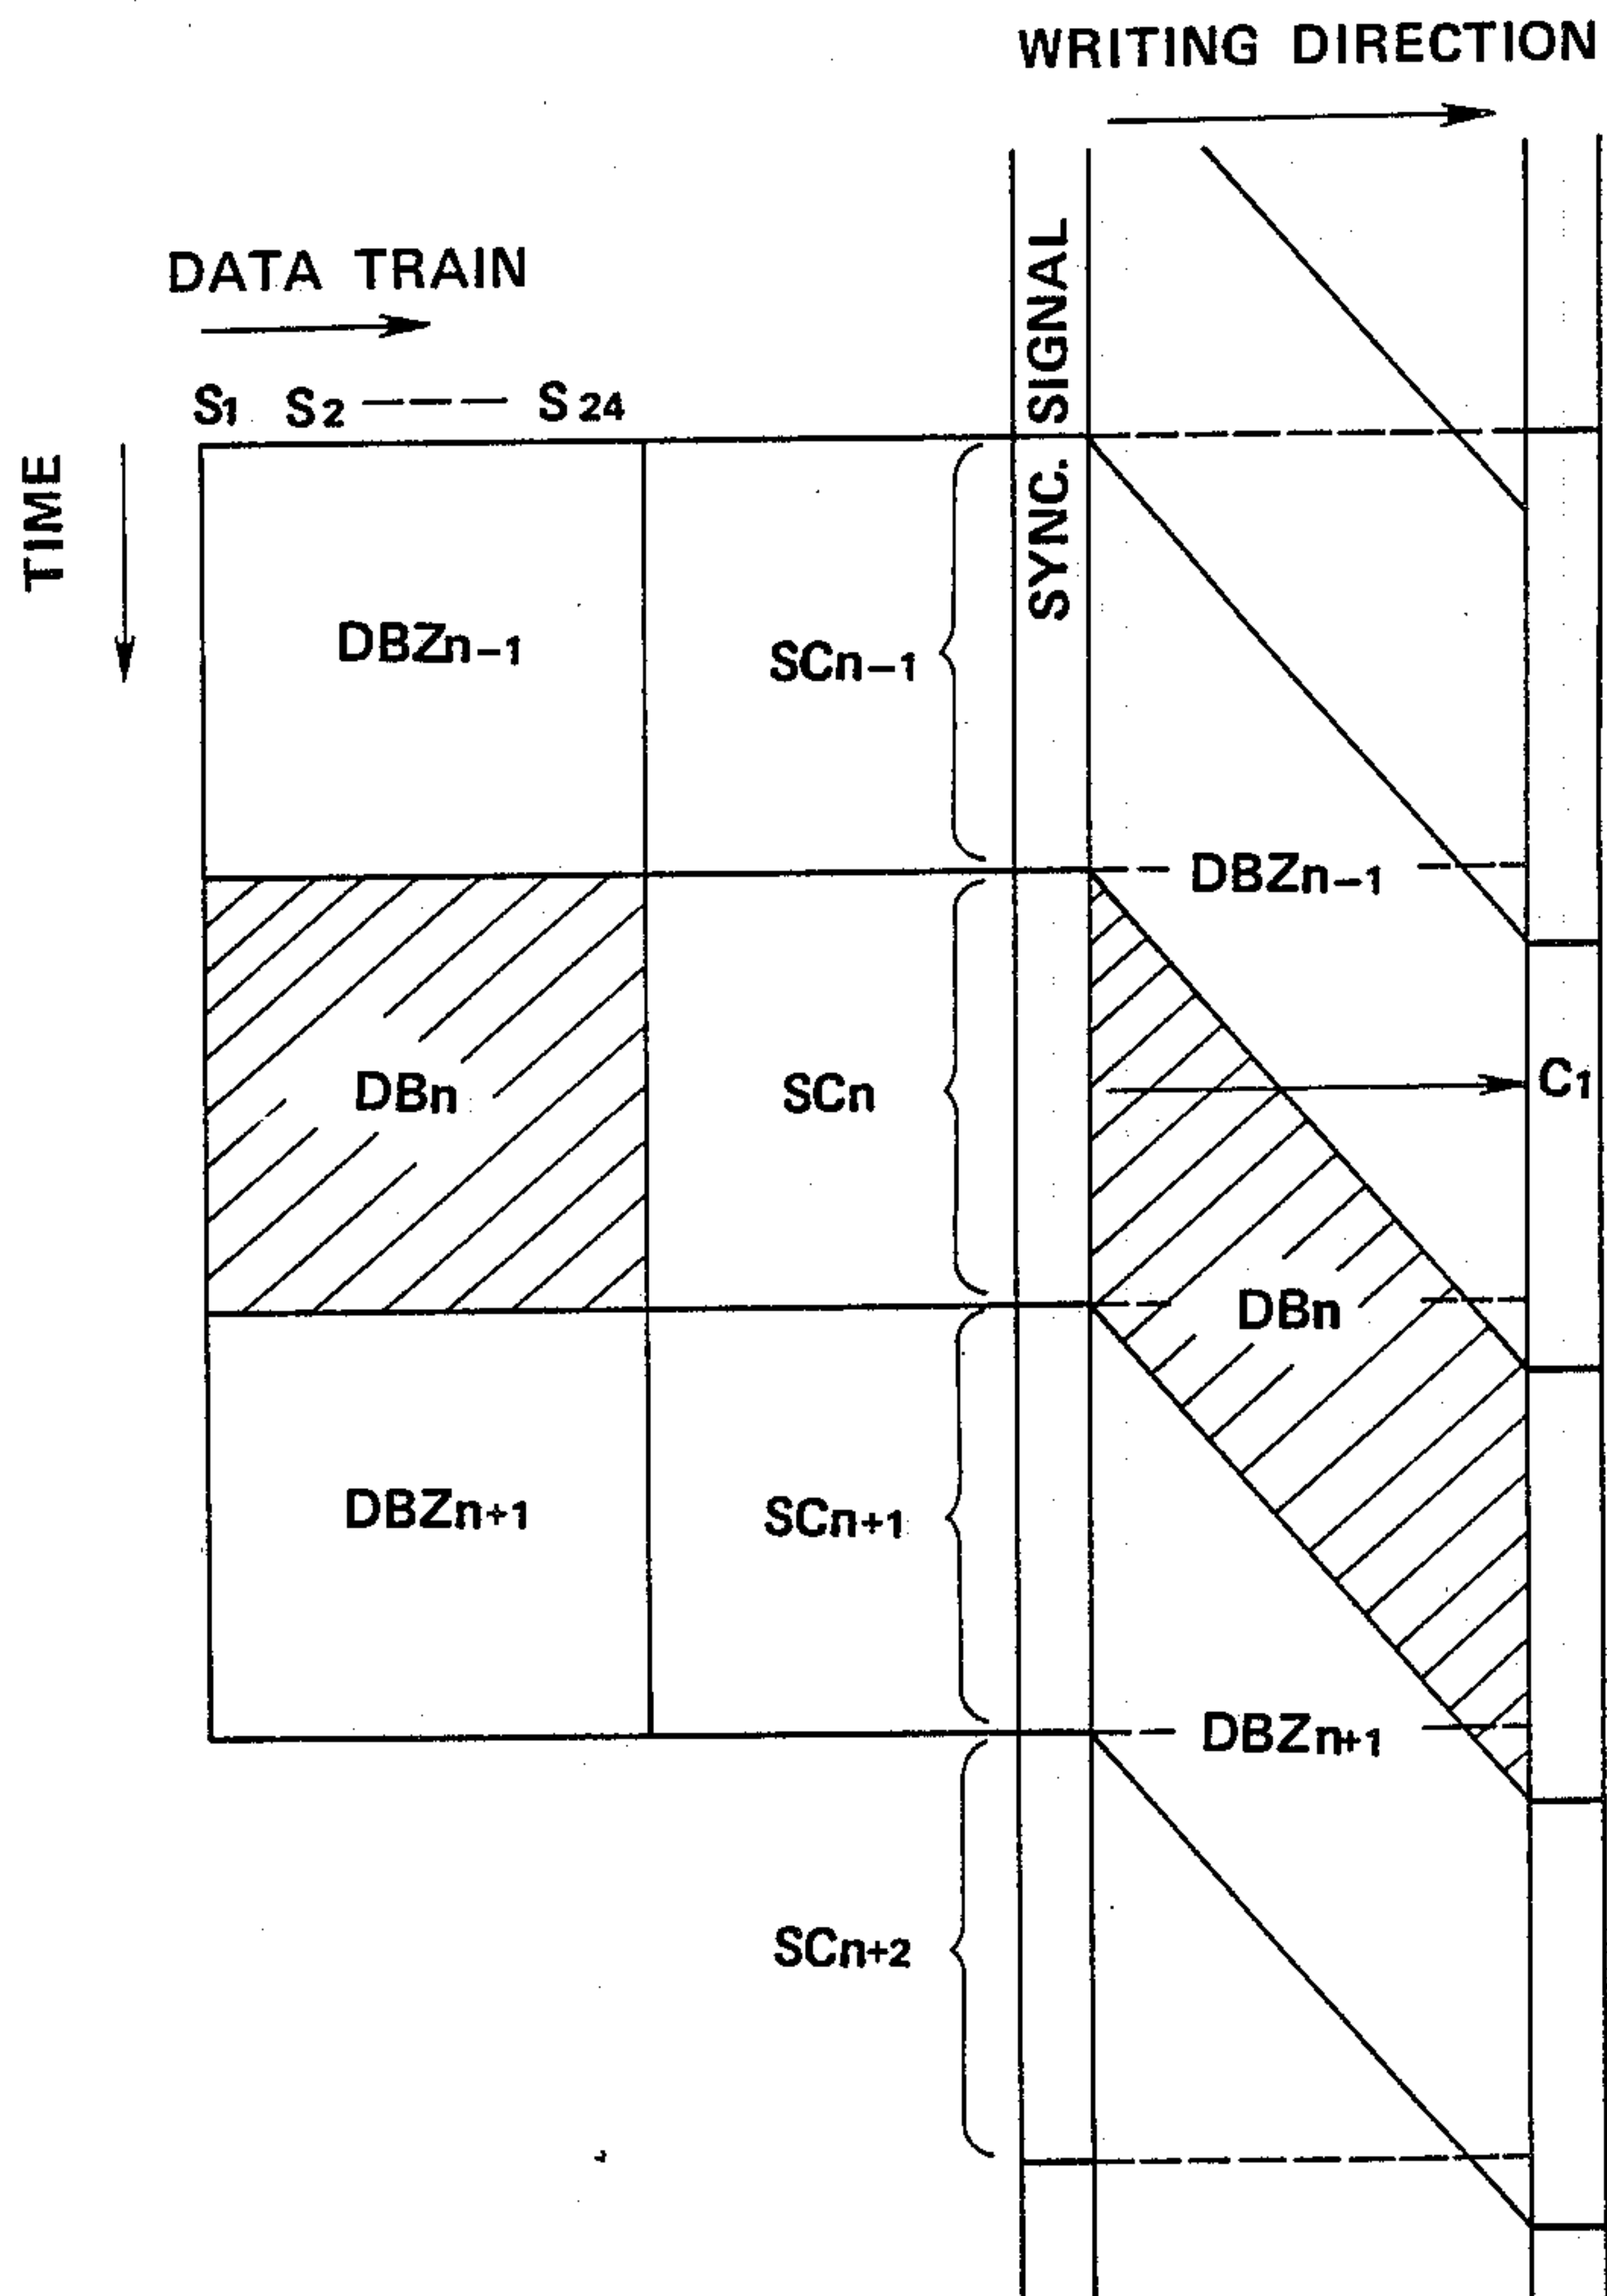 WRITING DIRECTION
DATA TRAIN
S1 S2 --- S24
TIME
SYNC. SIGNAL
DBZn-1
SCn-1
DBZn-1
DBn
SCn
C1
DBn
DBZn+1
SCn+1
DBZn+1
SCn+2